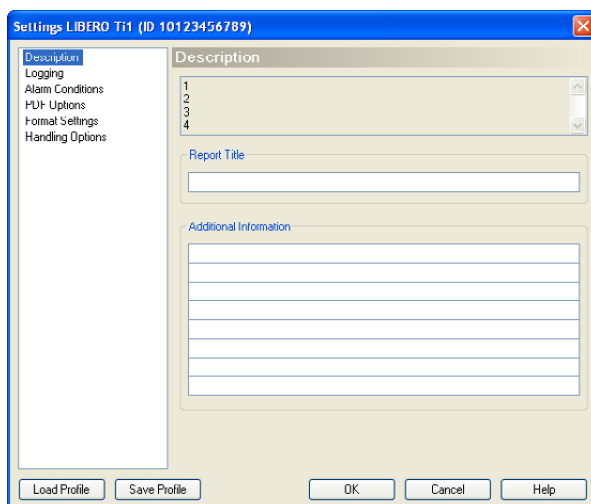 Settings LIBERO Ti1 (ID 10123456789)
Description
Logging
Alarm Conditions
PDF Options
Format Settings
Handling Options
Description
1
2
3
4
Report Title
Additional Information
Load Profile
Save Profile
OK
Cancel
Help